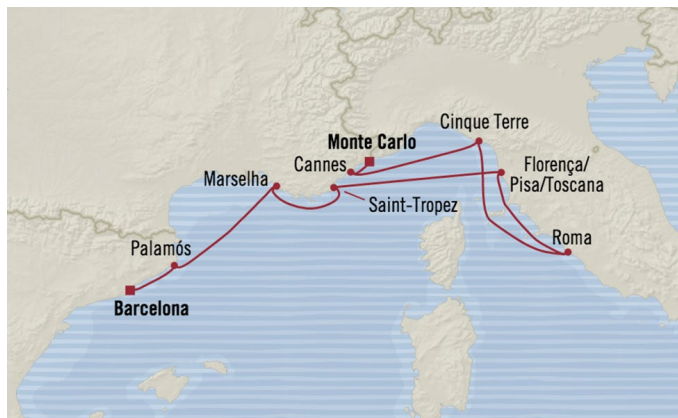 Cinque Terre
Monte Carlo
Cannes
Florença/
Pisa/Toscana
Marselha
Saint-Tropez
Roma
Palamós
Barcelona